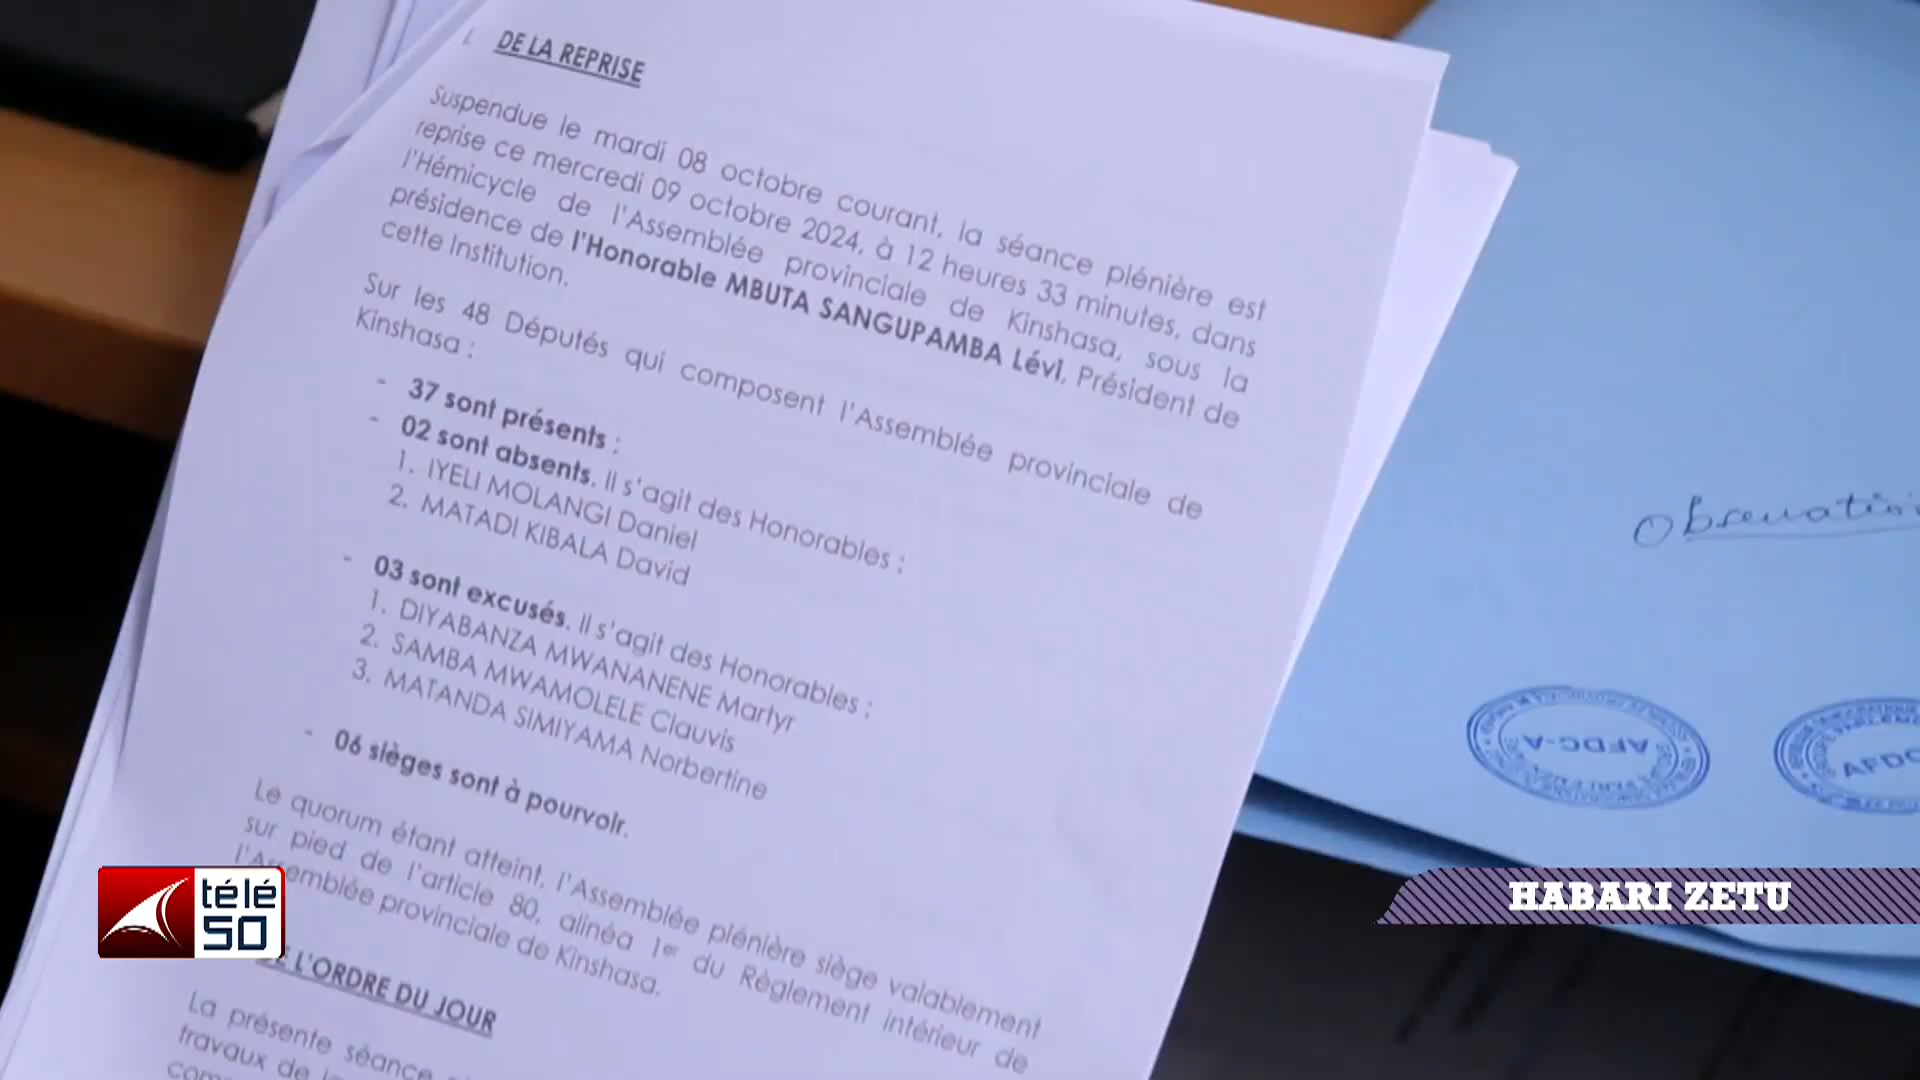 I. DE LA REPRISE
Suspendue le mardi 08 octobre courant, la séance plénière est
reprise ce mercredi 09 octobre 2024, à 12 heures 33 minutes, dans
l'Hémicycle de l'Assemblée provinciale de Kinshasa, sous la
présidence de l'Honorable MBUTA SANGUPAMBA Lévi, Président de
cette Institution.
Sur les 48 Députés qui composent l'Assemblée provinciale de
Kinshasa :
- 37 sont présents ;
- 02 sont absents. Il s'agit des Honorables :
1. IYELI MOLANGI Daniel
2. MATADI KIBALA David
- 03 sont excusés. Il s'agit des Honorables :
1. DIYABANZA MWANANENE Martyr
2. SAMBA MWAMOLELE Clauvis
3. MATANDA SIMIYAMA Norbertine
- 06 sièges sont à pourvoir.
Le quorum étant atteint, l'Assemblée plénière siège valablement
sur pied de l'article 80, alinéa 1er du Règlement intérieur de
l'Assemblée provinciale de Kinshasa.
L'ORDRE DU JOUR
La présente séance
travaux de
AFDC-A
AFDC
télé
50
HABARI ZETU